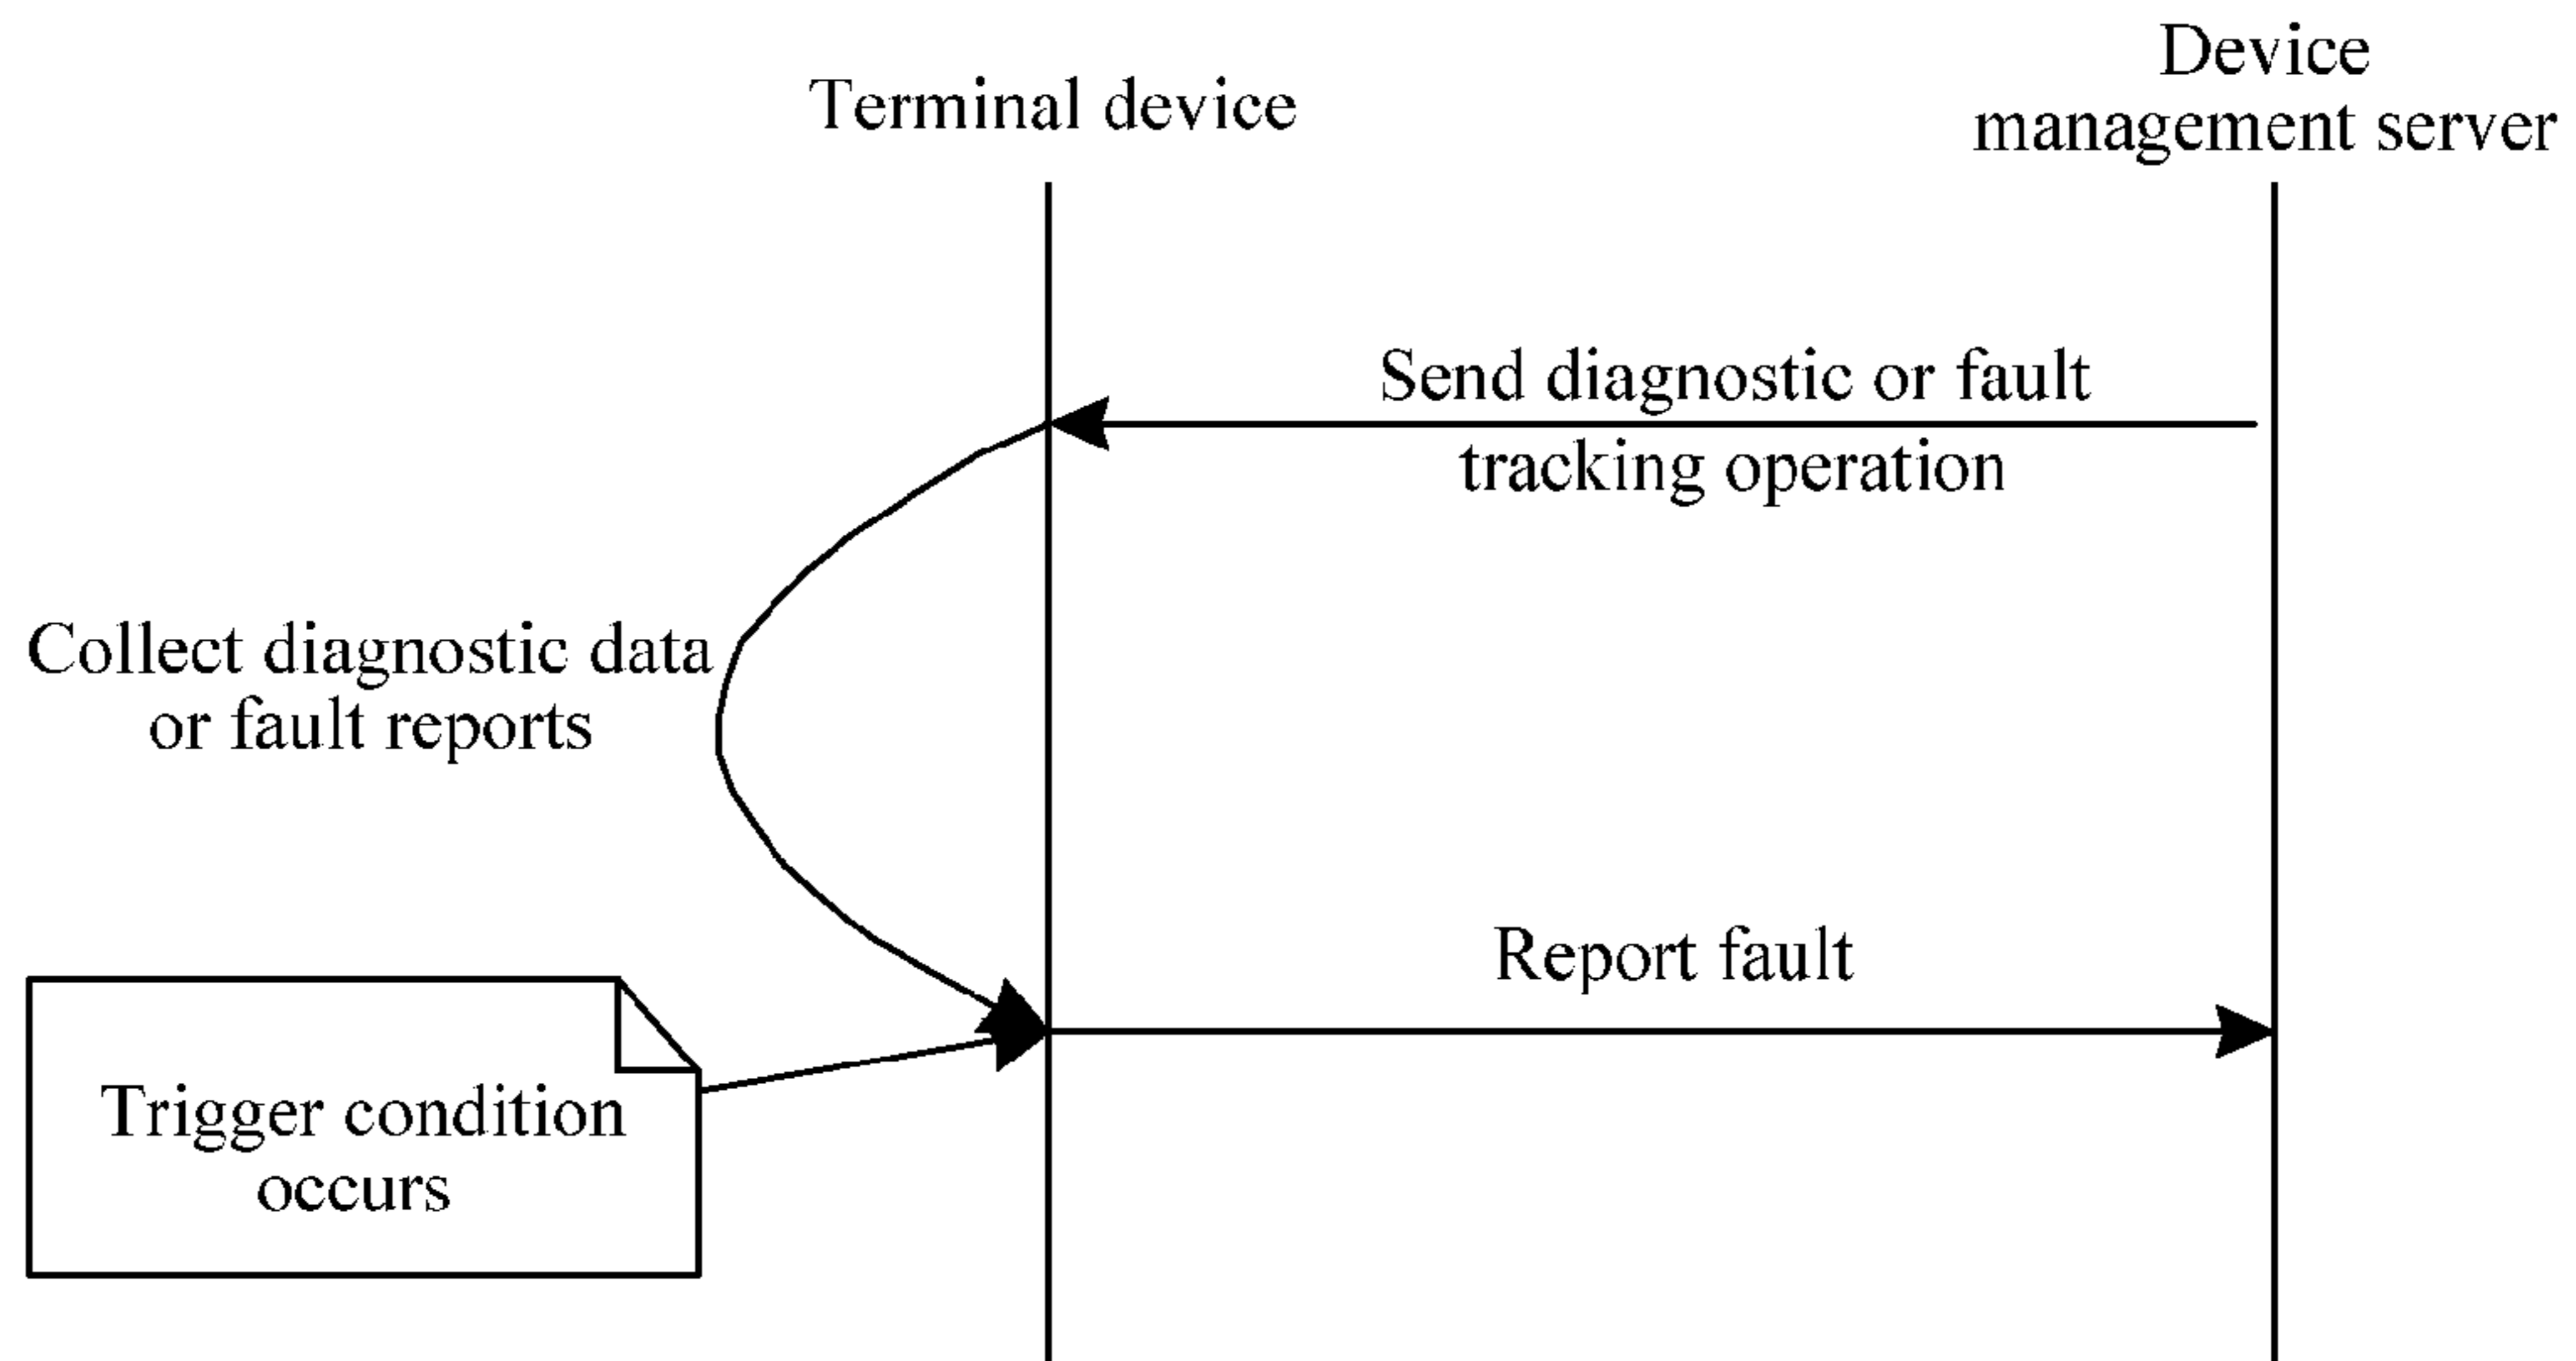 Terminal device
Device
management server
Send diagnostic or fault
tracking operation
Collect diagnostic data
or fault reports
Report fault
Trigger condition
occurs